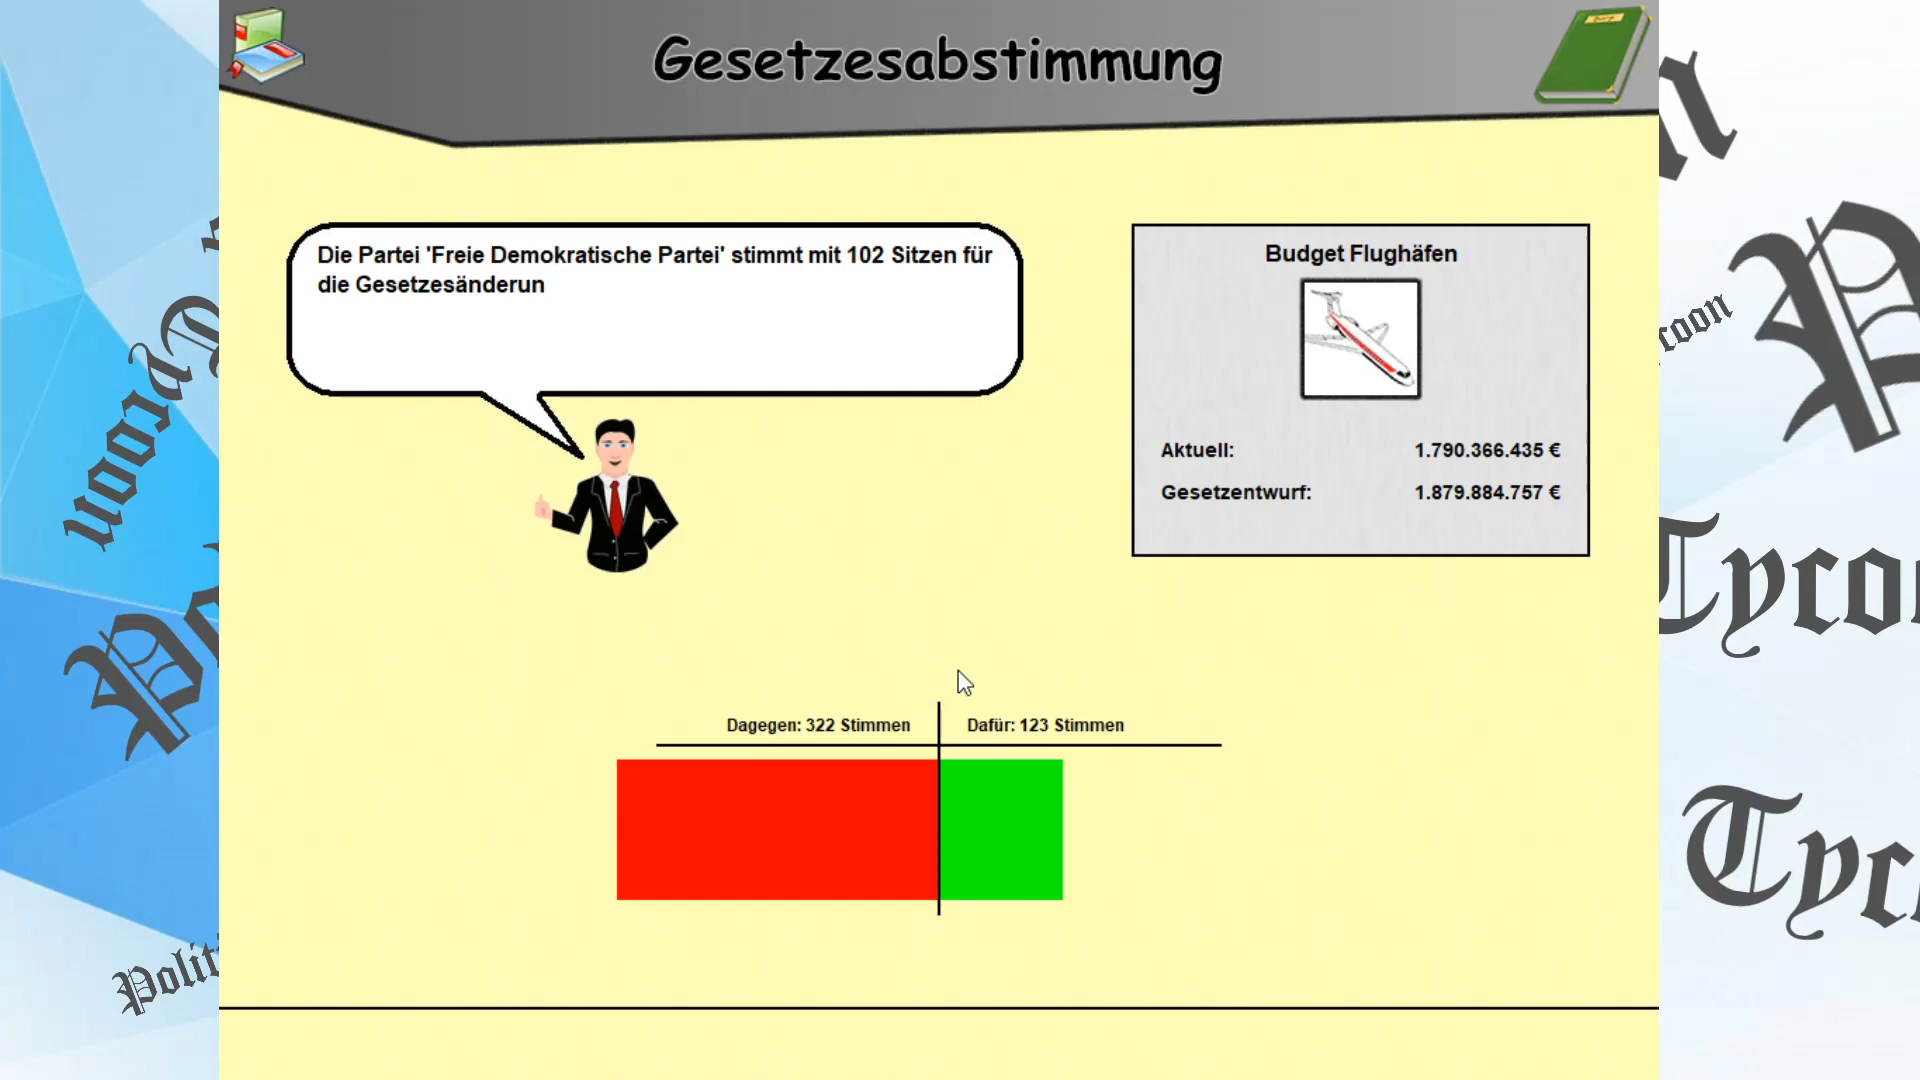 Gesetzesabstimmung
Die Partei 'Freie Demokratische Partei' stimmt mit 102 Sitzen für
die Gesetzesänderun
Budget Flughäfen
Aktuell: 1.790.366.435 €
Gesetzentwurf: 1.879.884.757 €
Dagegen: 322 Stimmen
Dafür: 123 Stimmen